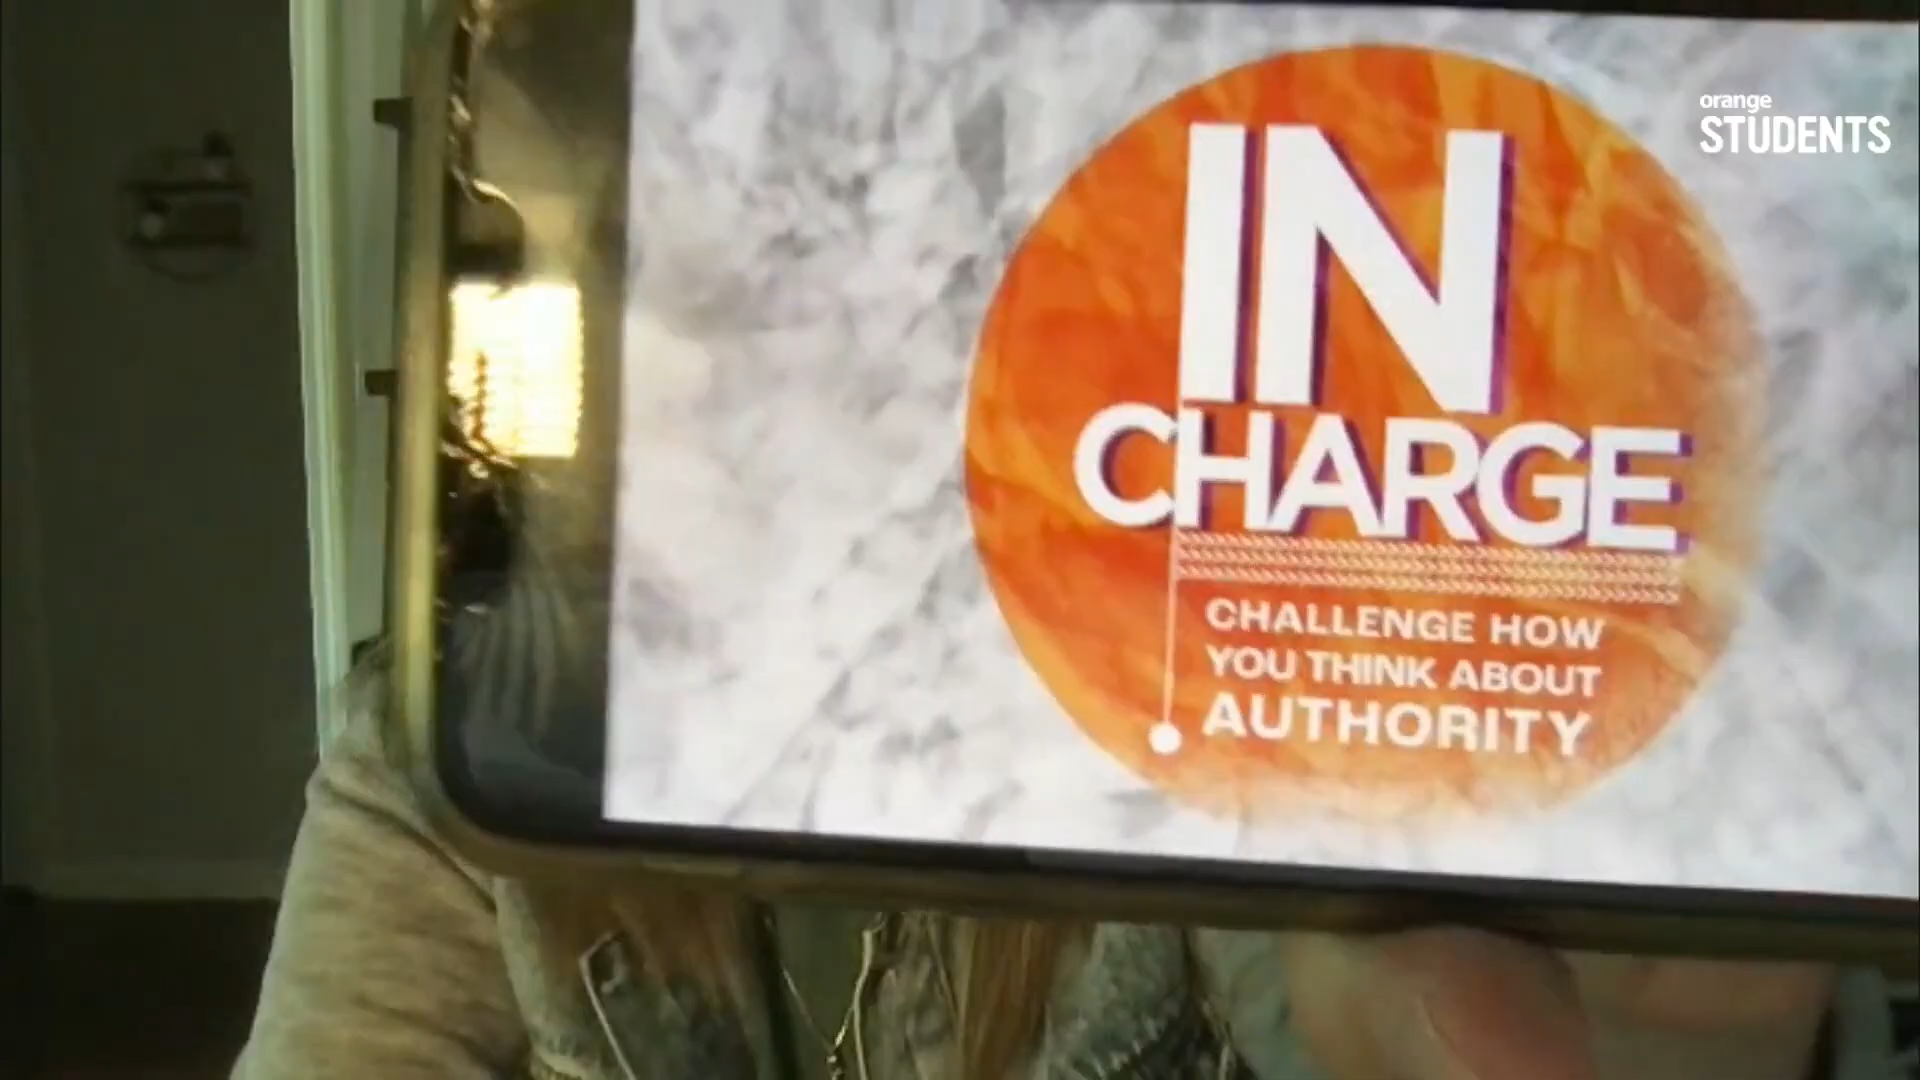 orange
STUDENTS
IN
CHARGE
CHALLENGE HOW
YOU THINK ABOUT
AUTHORITY